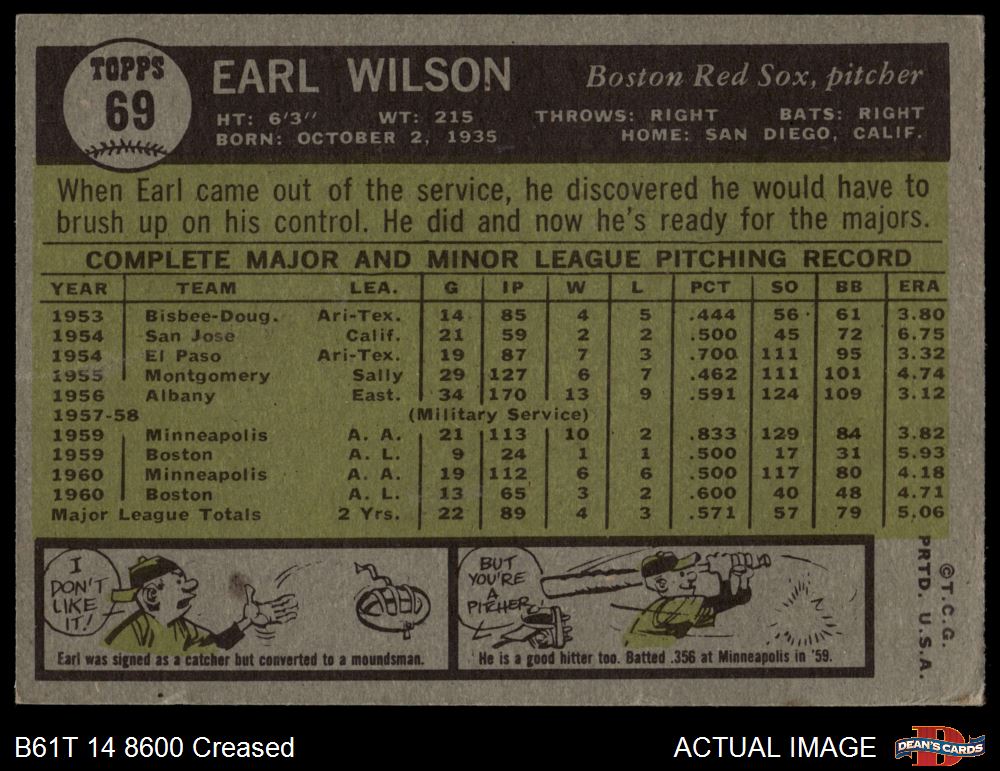 TOPPS
69
EARL WILSON
Boston Red Sox, pitcher
HT: 6'3" WT: 215 THROWS: RIGHT BATS: RIGHT
BORN: OCTOBER 2, 1935 HOME: SAN DIEGO, CALIF.
When Earl came out of the service, he discovered he would have to
brush up on his control. He did and now he's ready for the majors.
COMPLETE MAJOR AND MINOR LEAGUE PITCHING RECORD
YEAR TEAM LEA. G IP W L PCT SO BB ERA
1953 Bisbee-Doug. Ari-Tex. 14 85 4 5 .444 56 61 3.80
1954 San Jose Calif. 21 59 2 2 .500 45 72 6.75
1954 El Paso Ari-Tex. 19 87 7 3 .700 111 95 3.32
1955 Montgomery Sally 29 127 6 7 .462 111 101 4.74
1956 Albany East. 34 170 13 9 .591 124 109 3.12
1957-58 (Military Service)
1959 Minneapolis A. A. 21 113 10 2 .833 129 84 3.82
1959 Boston A. L. 9 24 1 1 .500 17 31 5.93
1960 Minneapolis A. A. 19 112 6 6 .500 117 80 4.18
1960 Boston A. L. 13 65 3 2 .600 40 48 4.71
Major League Totals 2 Yrs. 22 89 4 3 .571 57 79 5.06
I
DON'T
LIKE
IT!
Earl was signed as a catcher but converted to a moundsman.
BUT
YOU'RE
A
PITCHER
He is a good hitter too. Batted .356 at Minneapolis in '59.
©T.C.G.
PRTD. U.S.A.
B61T 14 8600 Creased
ACTUAL IMAGE
D
DEAN'S CARDS